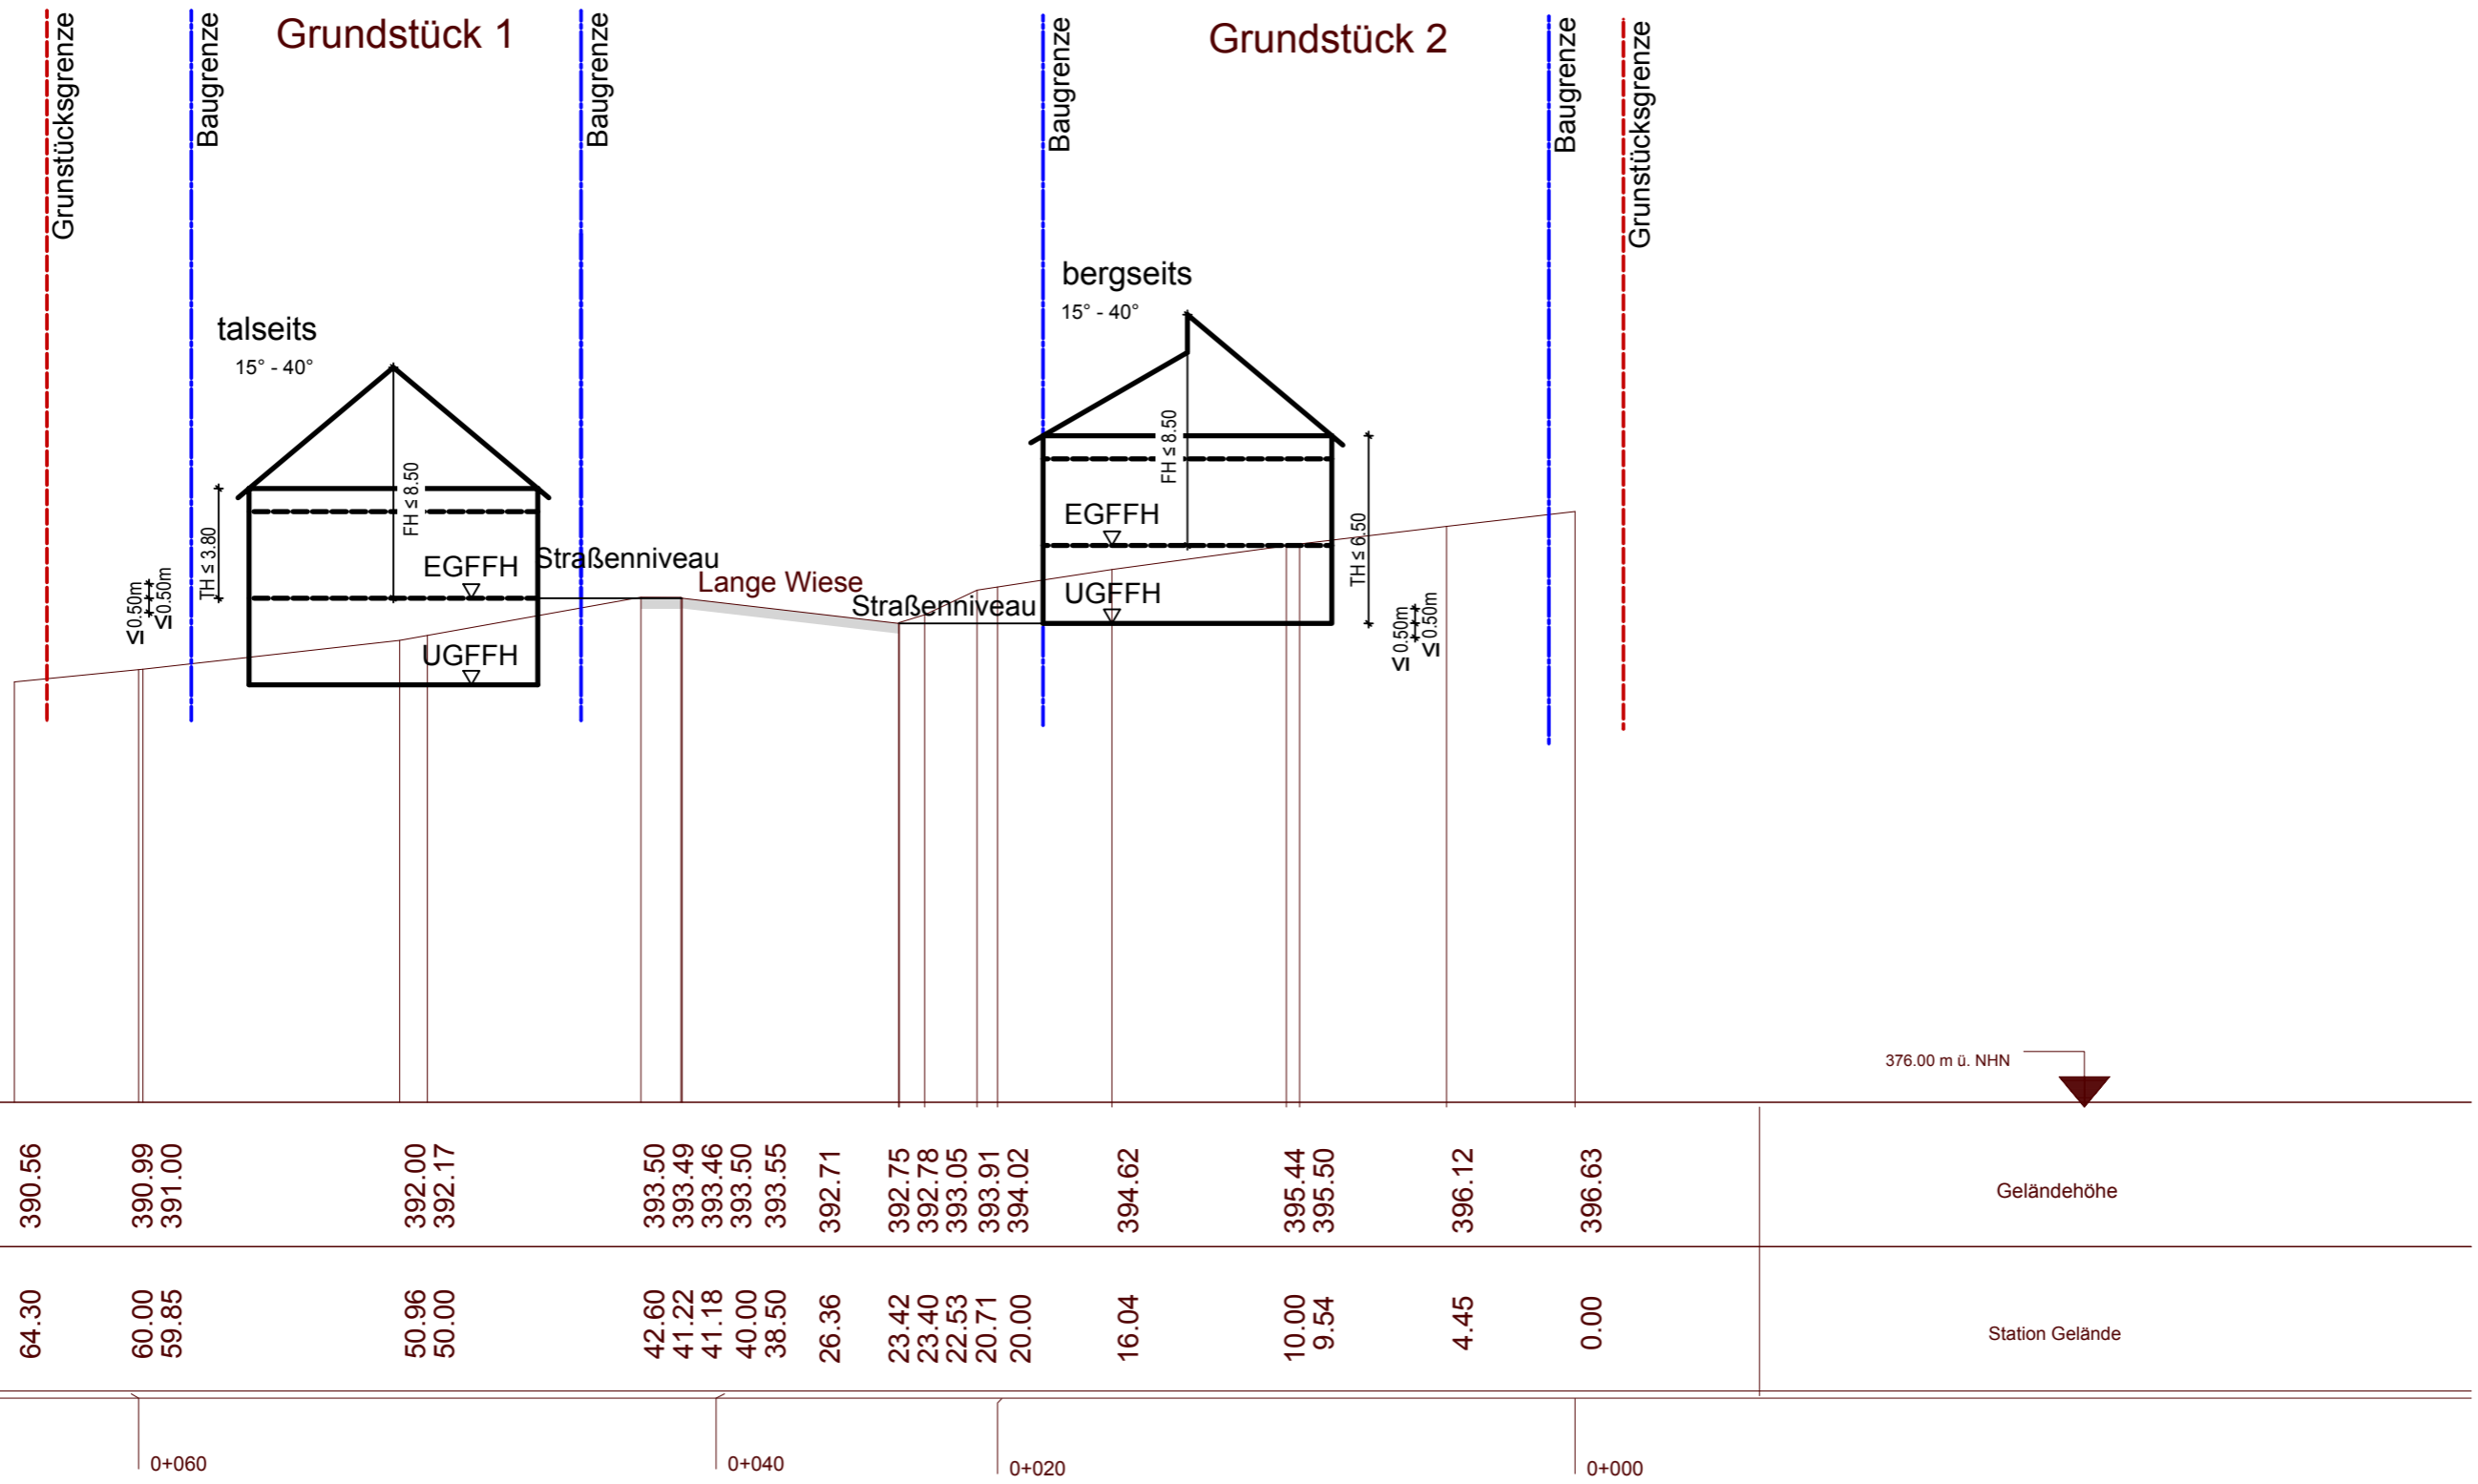 Grundstück 1
Grundstück 2
Grunstücksgrenze
Baugrenze
Baugrenze
Baugrenze
Baugrenze
Grunstücksgrenze
talseits
15° - 40°
bergseits
15° - 40°
TH ≤ 3.80
FH ≤ 8.50
≤ 0.50m
≤ 0.50m
EGFFH
UGFFH
Straßenniveau
Lange Wiese
Straßenniveau
FH ≤ 8.50
EGFFH
UGFFH
TH ≤ 6.50
≤ 0.50m
≤ 0.50m
376.00 m ü. NHN
390.56 390.99 391.00 392.00 392.17 393.50 393.49 393.46 393.50 393.55 392.71 392.75 392.78 393.05 393.91 394.02 394.62 395.44 395.50 396.12 396.63 Geländehöhe
64.30 60.00 59.85 50.96 50.00 42.60 41.22 41.18 40.00 38.50 26.36 23.42 23.40 22.53 20.71 20.00 16.04 10.00 9.54 4.45 0.00 Station Gelände
0+060 0+040 0+020 0+000